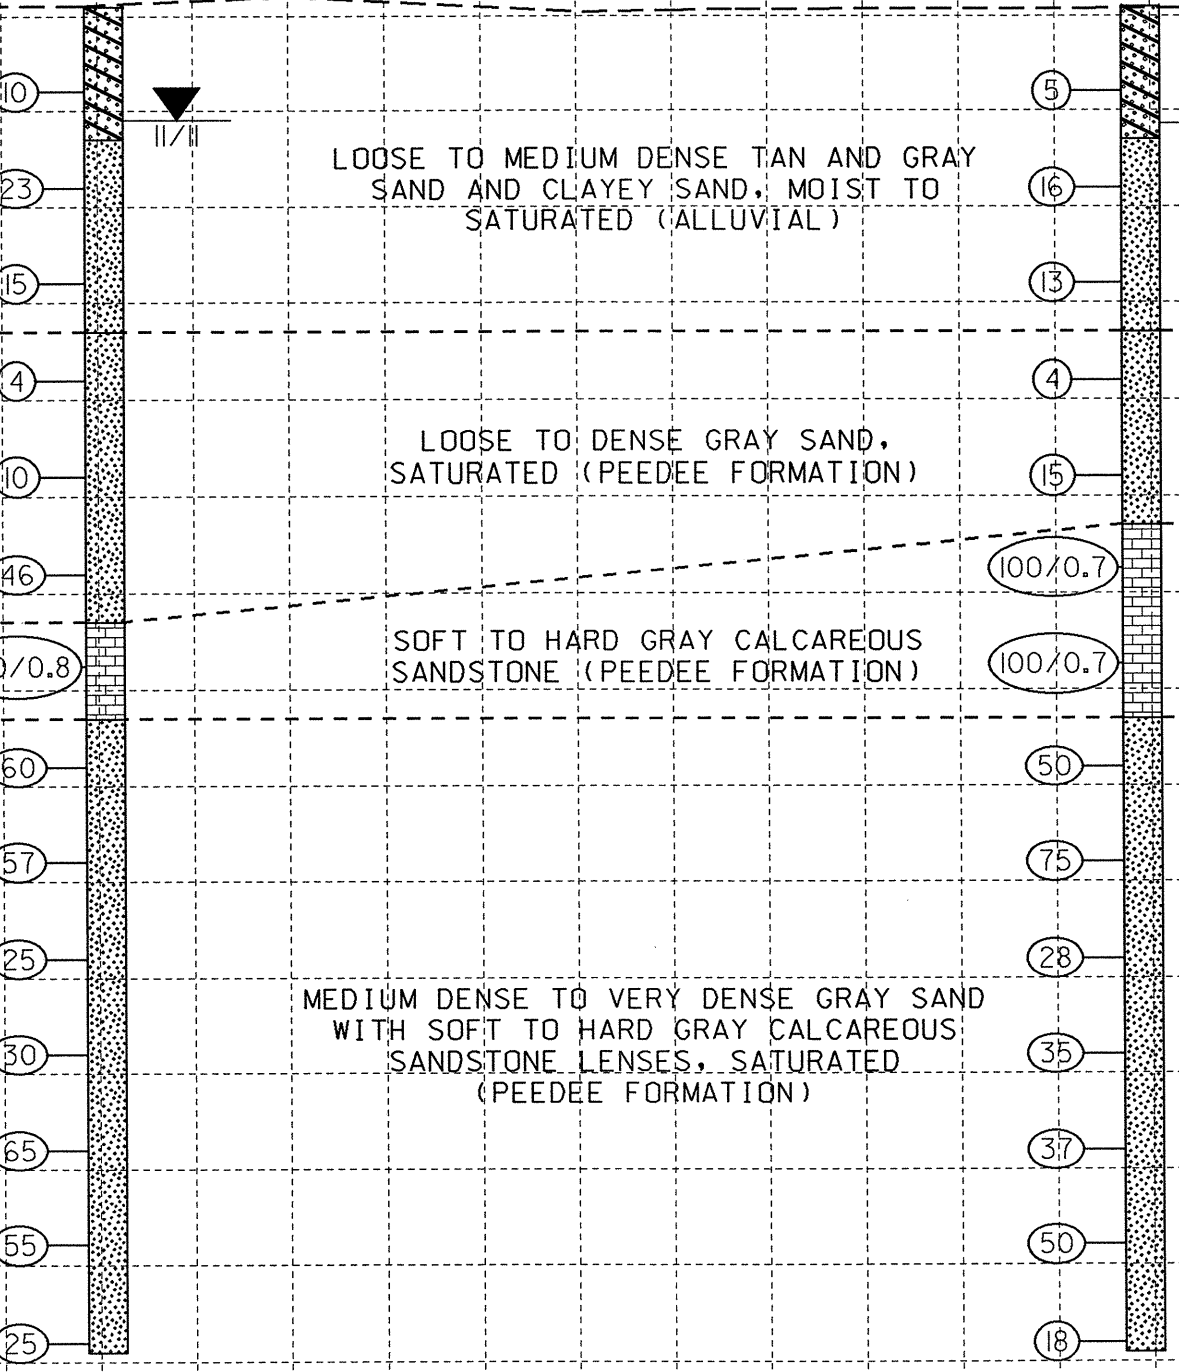 10
5
11/11
LOOSE TO MEDIUM DENSE TAN AND GRAY
SAND AND CLAYEY SAND, MOIST TO
SATURATED (ALLUVIAL)
23
16
15
13
4
4
LOOSE TO DENSE GRAY SAND,
SATURATED (PEEDEE FORMATION)
10
15
46
100/0.7
SOFT TO HARD GRAY CALCAREOUS
SANDSTONE (PEEDEE FORMATION)
0/0.8
100/0.7
60
50
57
75
25
28
MEDIUM DENSE TO VERY DENSE GRAY SAND
WITH SOFT TO HARD GRAY CALCAREOUS
SANDSTONE LENSES, SATURATED
(PEEDEE FORMATION)
30
35
65
37
55
50
25
18